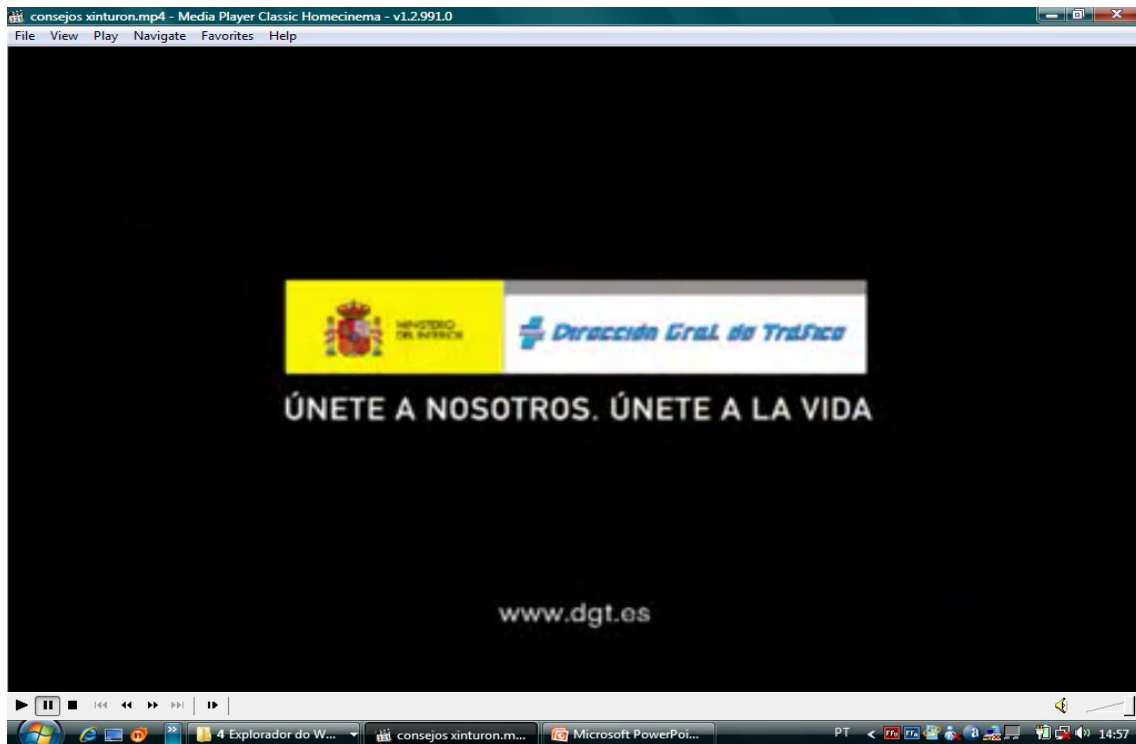 consejos xinturon.mp4 - Media Player Classic Homecinema - v1.2.991.0
File View Play Navigate Favorites Help
MINISTERIO
DEL INTERIOR
Dirección Gral. de Tráfico
ÚNETE A NOSOTROS. ÚNETE A LA VIDA
www.dgt.es
4 Explorador do W...
consejos xinturon.m...
Microsoft PowerPoi...
PT
14:57